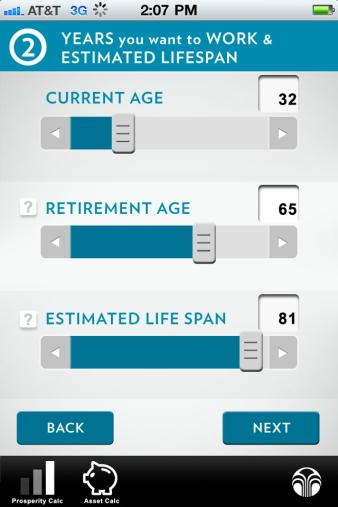 AT&T 3G 2:07 PM
2 YEARS you want to WORK &
ESTIMATED LIFESPAN
CURRENT AGE 32
? RETIREMENT AGE 65
? ESTIMATED LIFE SPAN 81
BACK NEXT
Prosperity Calc Asset Calc